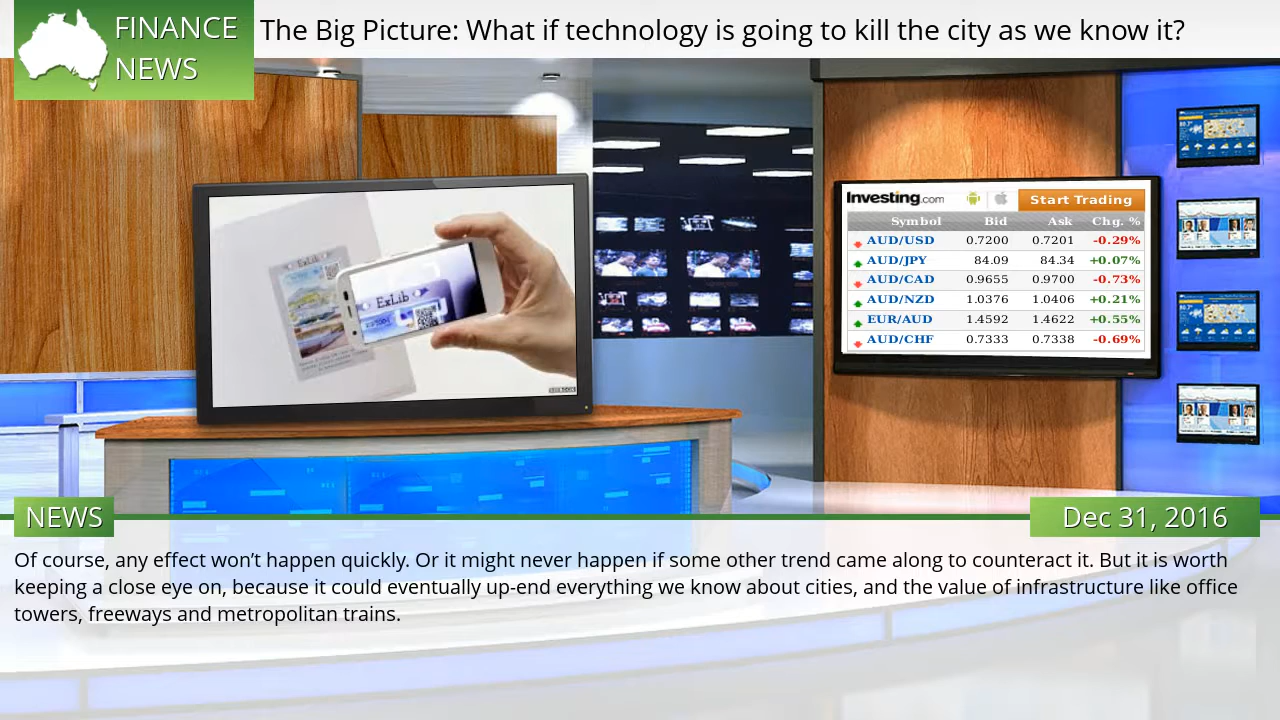 FINANCE
NEWS
The Big Picture: What if technology is going to kill the city as we know it?
ExLib
ExLib
Investing.com
Start Trading
Symbol Bid Ask Chg. %
AUD/USD 0.7200 0.7201 -0.29%
AUD/JPY 84.09 84.34 +0.07%
AUD/CAD 0.9655 0.9700 -0.73%
AUD/NZD 1.0376 1.0406 +0.21%
EUR/AUD 1.4592 1.4622 +0.55%
AUD/CHF 0.7333 0.7338 -0.69%
NEWS
Dec 31, 2016
Of course, any effect won’t happen quickly. Or it might never happen if some other trend came along to counteract it. But it is worth
keeping a close eye on, because it could eventually up-end everything we know about cities, and the value of infrastructure like office
towers, freeways and metropolitan trains.